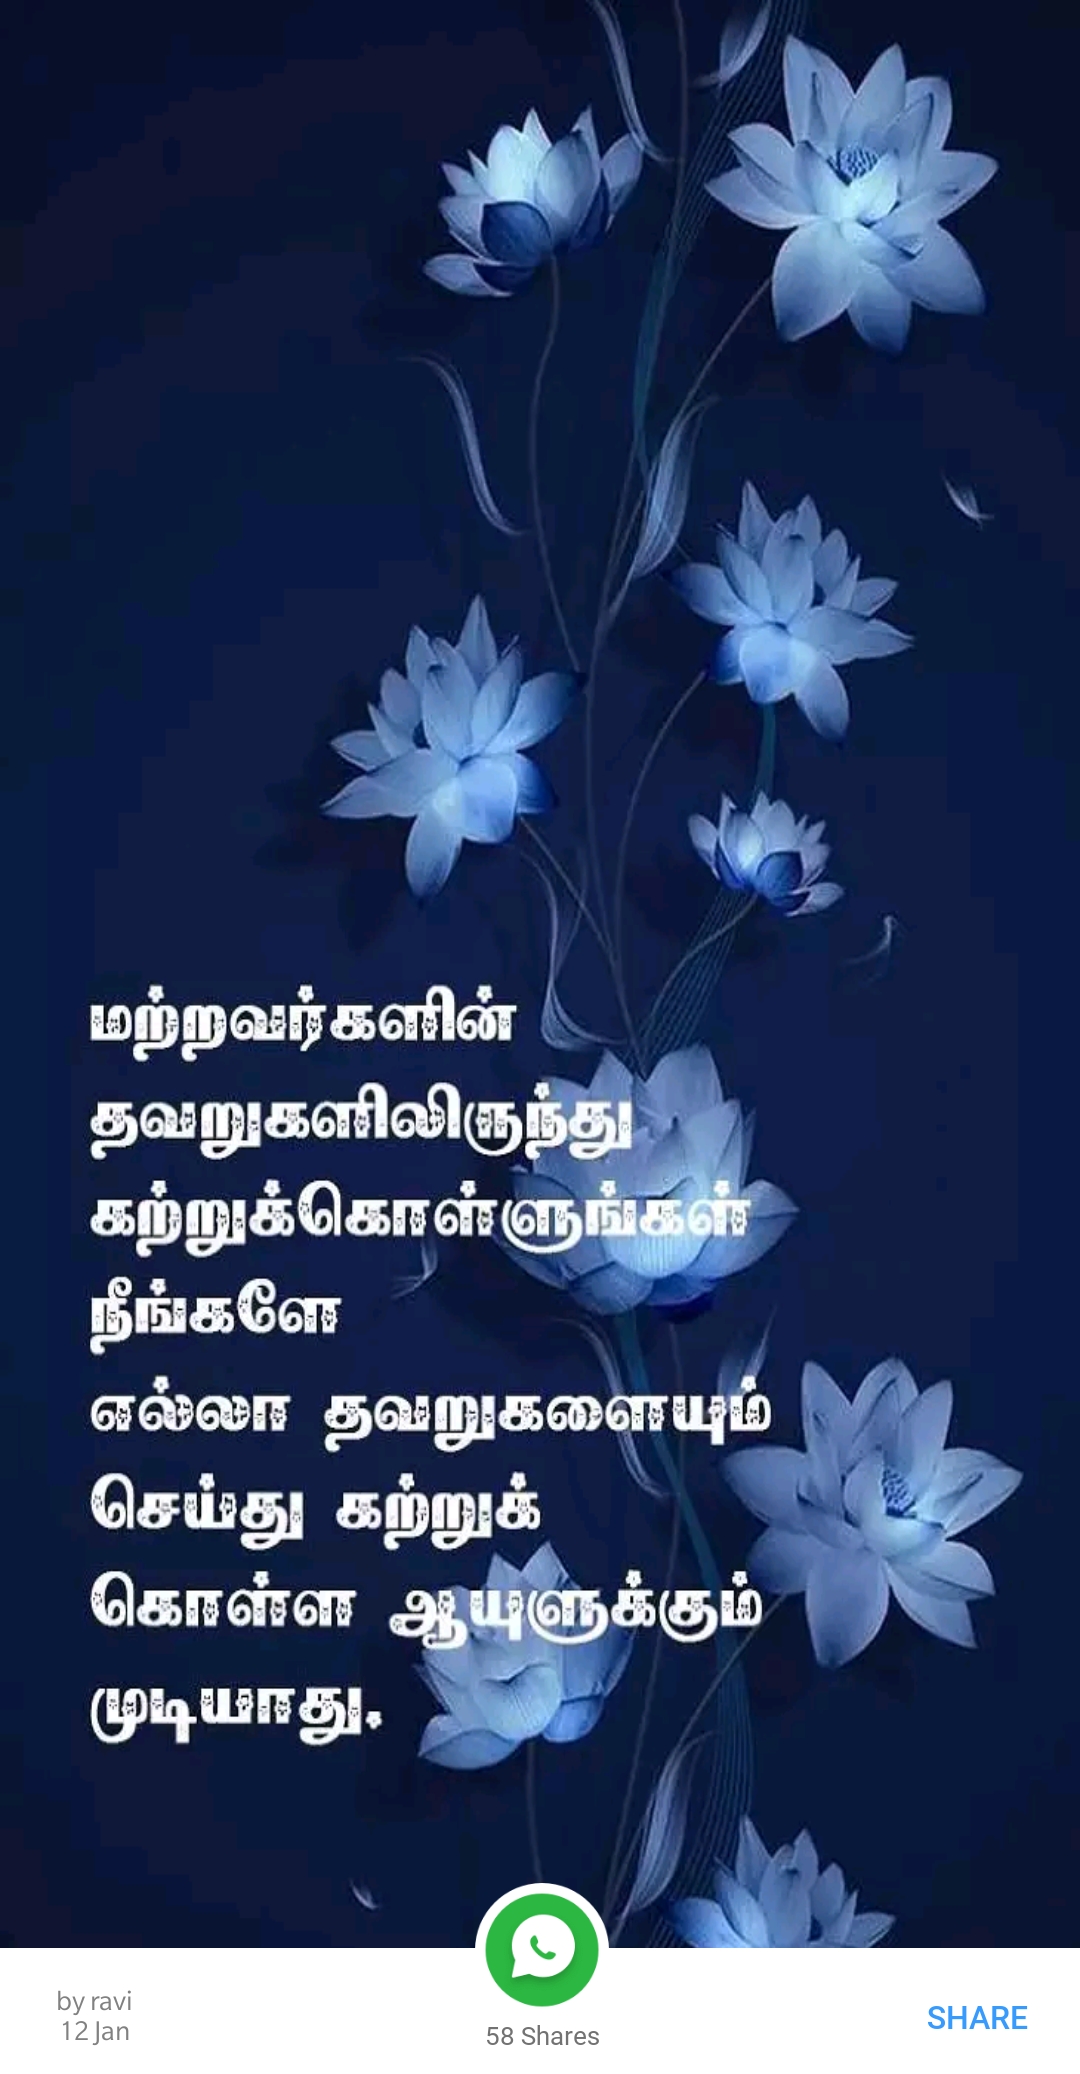 மற்றவர்களின்
தவறுகளிலிருந்து
கற்றுக்கொள்ளுங்கள்
நீங்களே
எல்லா தவறுகளையும்
செய்து கற்றுக்
கொள்ள ஆயுளுக்கும்
முடியாது.
by ravi
12 Jan
58 Shares
SHARE